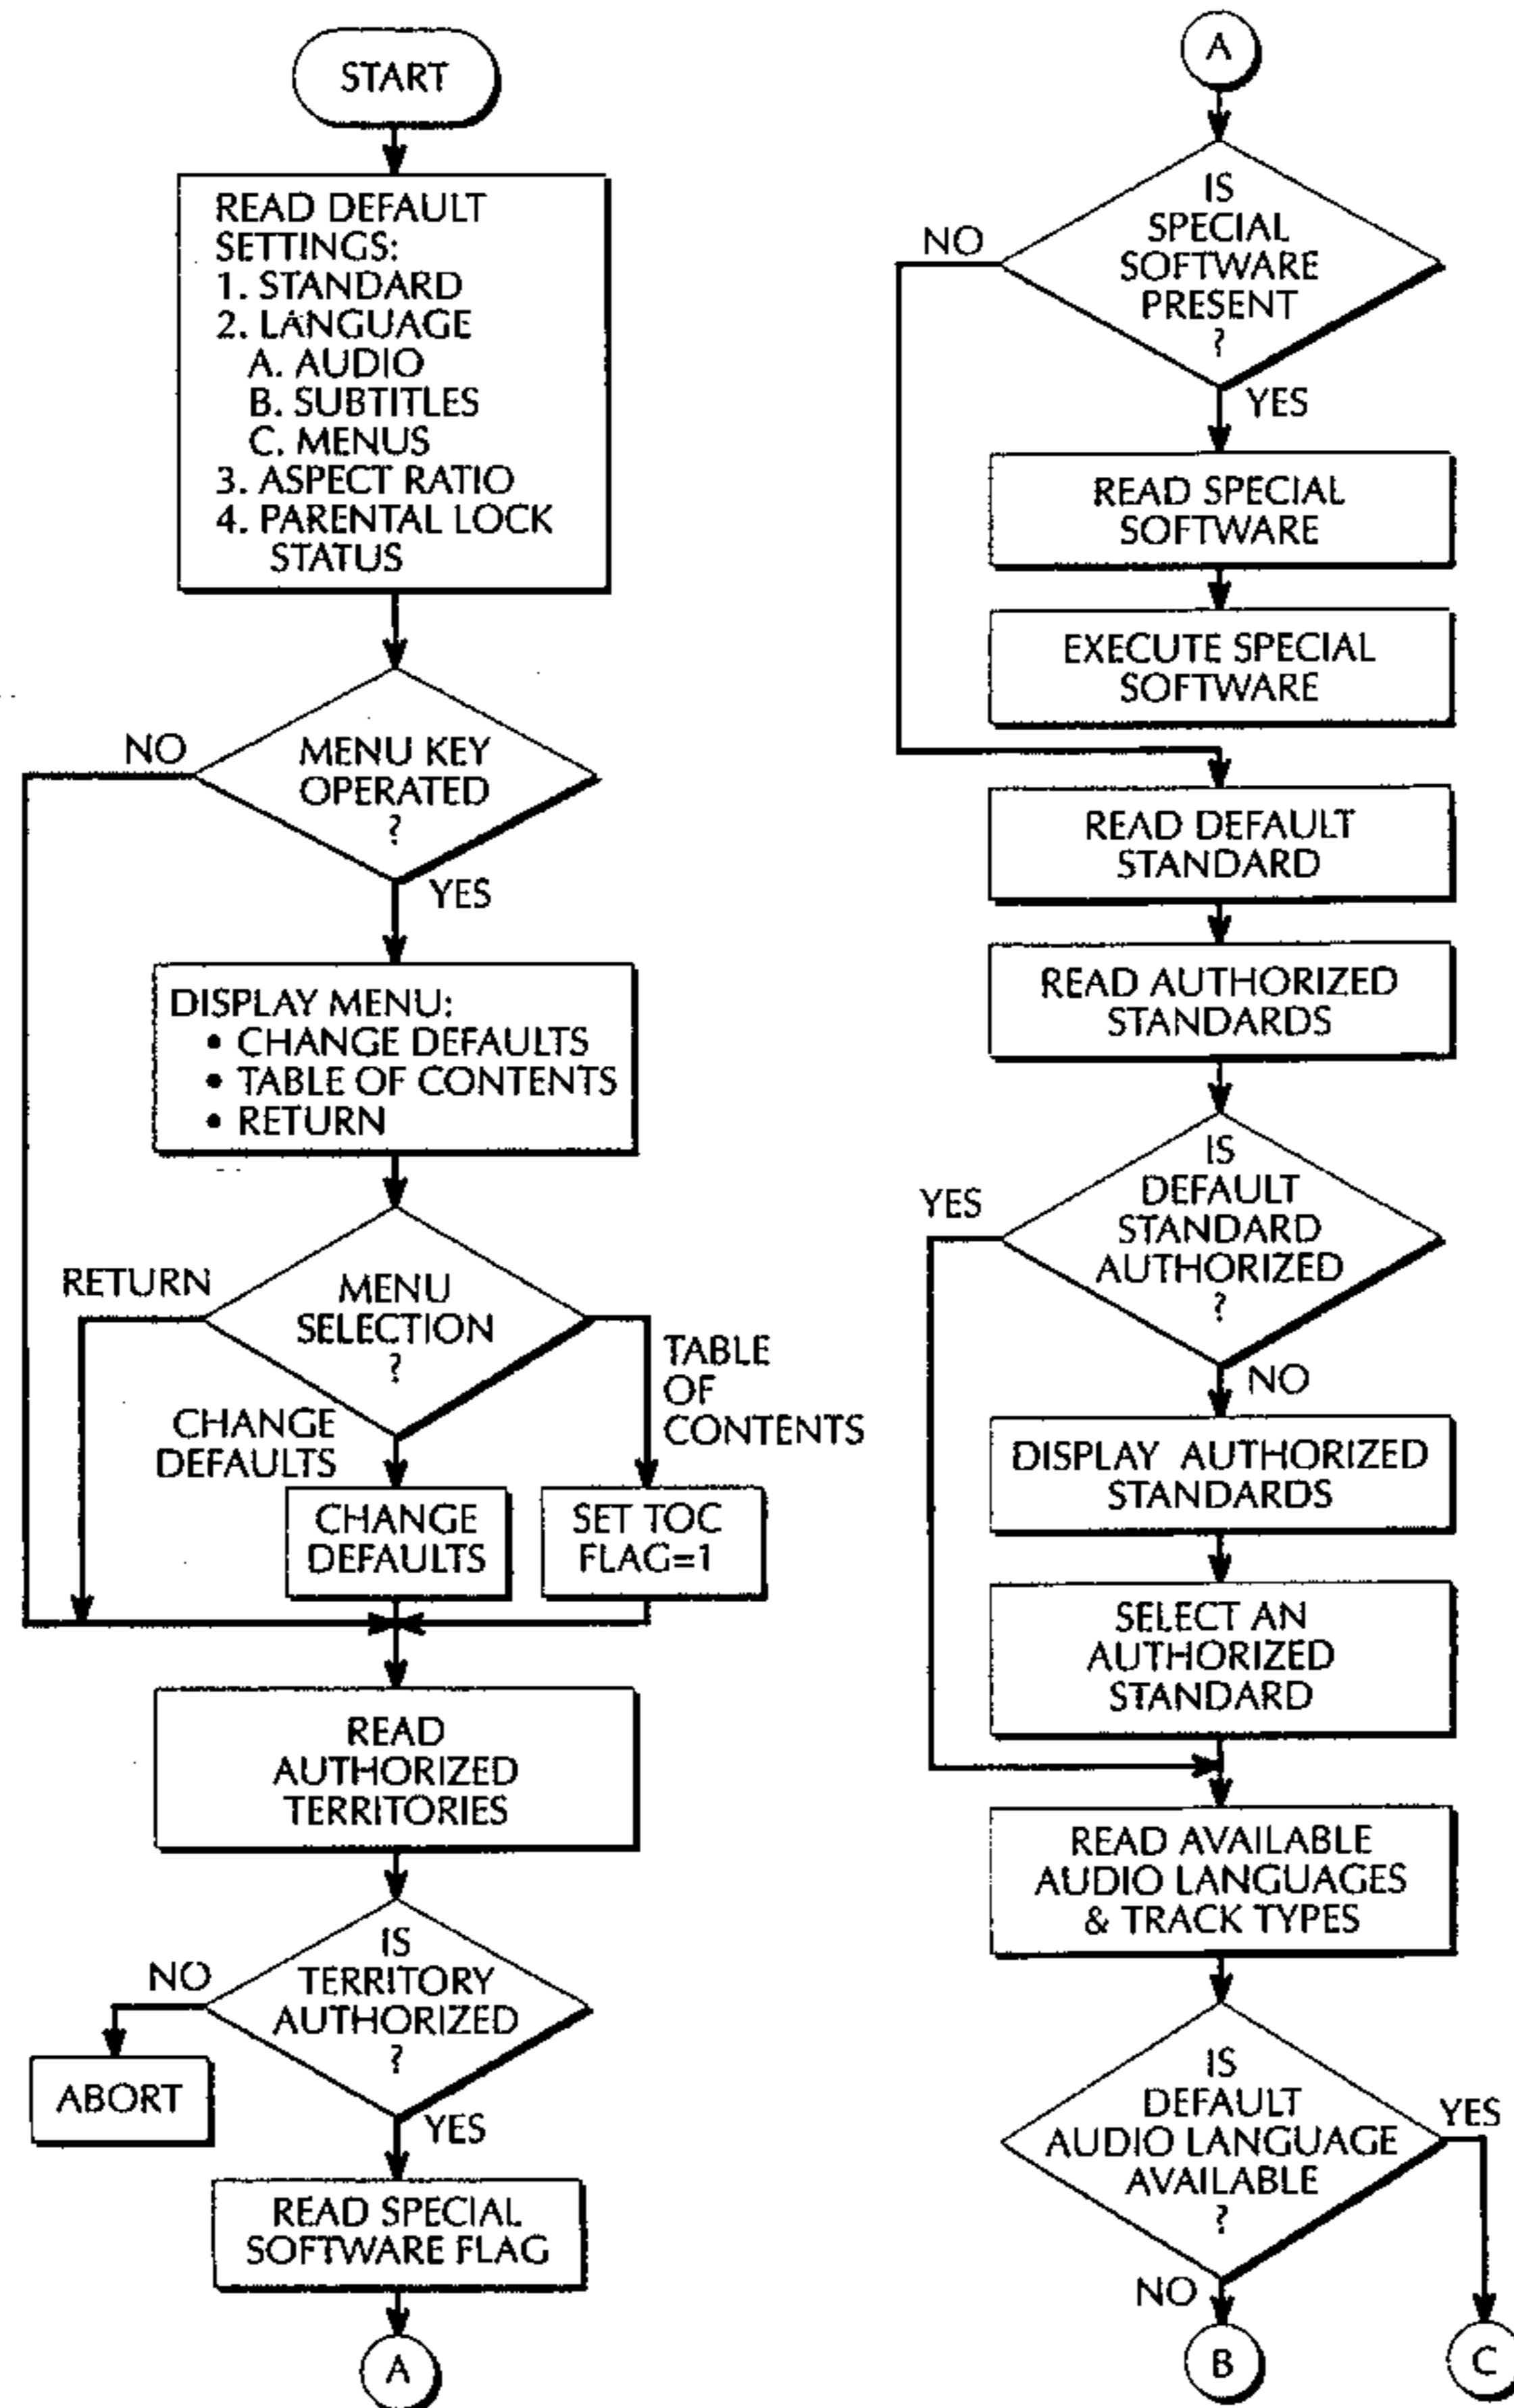 START
READ DEFAULT
SETTINGS:
1. STANDARD
2. LANGUAGE
A. AUDIO
B. SUBTITLES
C. MENUS
3. ASPECT RATIO
4. PARENTAL LOCK
STATUS
NO
MENU KEY
OPERATED
?
YES
DISPLAY MENU:
• CHANGE DEFAULTS
• TABLE OF CONTENTS
• RETURN
RETURN
MENU
SELECTION
?
TABLE
OF
CONTENTS
CHANGE
DEFAULTS
CHANGE
DEFAULTS
SET TOC
FLAG=1
READ
AUTHORIZED
TERRITORIES
NO
IS
TERRITORY
AUTHORIZED
?
ABORT
YES
READ SPECIAL
SOFTWARE FLAG
A
A
NO
IS
SPECIAL
SOFTWARE
PRESENT
?
YES
READ SPECIAL
SOFTWARE
EXECUTE SPECIAL
SOFTWARE
READ DEFAULT
STANDARD
READ AUTHORIZED
STANDARDS
YES
IS
DEFAULT
STANDARD
AUTHORIZED
?
NO
DISPLAY AUTHORIZED
STANDARDS
SELECT AN
AUTHORIZED
STANDARD
READ AVAILABLE
AUDIO LANGUAGES
& TRACK TYPES
IS
DEFAULT
AUDIO LANGUAGE
AVAILABLE
?
YES
NO
B
C